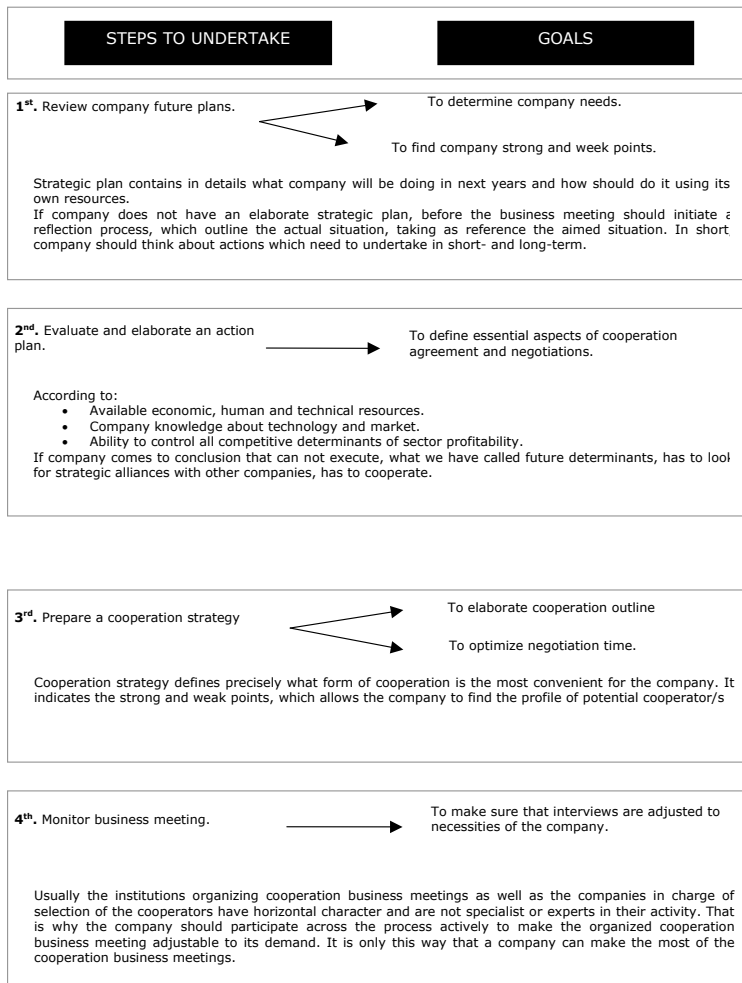 STEPS TO UNDERTAKE
GOALS
1st. Review company future plans.
To determine company needs.
To find company strong and week points.
Strategic plan contains in details what company will be doing in next years and how should do it using its
own resources.
If company does not have an elaborate strategic plan, before the business meeting should initiate a
reflection process, which outline the actual situation, taking as reference the aimed situation. In short,
company should think about actions which need to undertake in short- and long-term.
2nd. Evaluate and elaborate an action
plan.
To define essential aspects of cooperation
agreement and negotiations.
According to:
• Available economic, human and technical resources.
• Company knowledge about technology and market.
• Ability to control all competitive determinants of sector profitability.
If company comes to conclusion that can not execute, what we have called future determinants, has to look
for strategic alliances with other companies, has to cooperate.
3rd. Prepare a cooperation strategy
To elaborate cooperation outline
To optimize negotiation time.
Cooperation strategy defines precisely what form of cooperation is the most convenient for the company. It
indicates the strong and weak points, which allows the company to find the profile of potential cooperator/s
4th. Monitor business meeting.
To make sure that interviews are adjusted to
necessities of the company.
Usually the institutions organizing cooperation business meetings as well as the companies in charge of
selection of the cooperators have horizontal character and are not specialist or experts in their activity. That
is why the company should participate across the process actively to make the organized cooperation
business meeting adjustable to its demand. It is only this way that a company can make the most of the
cooperation business meetings.